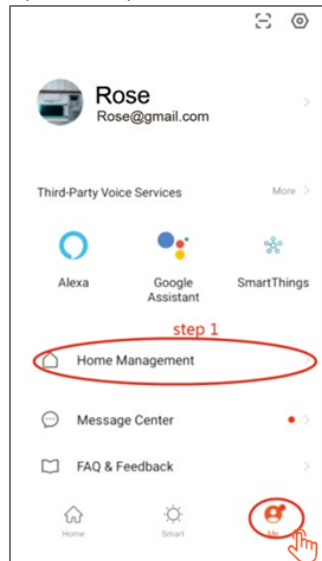 Rose
Rose@gmail.com
Third-Party Voice Services
More
Alexa
Google
Assistant
SmartThings
step 1
Home Management
Message Center
FAQ & Feedback
Home
Smart
Me